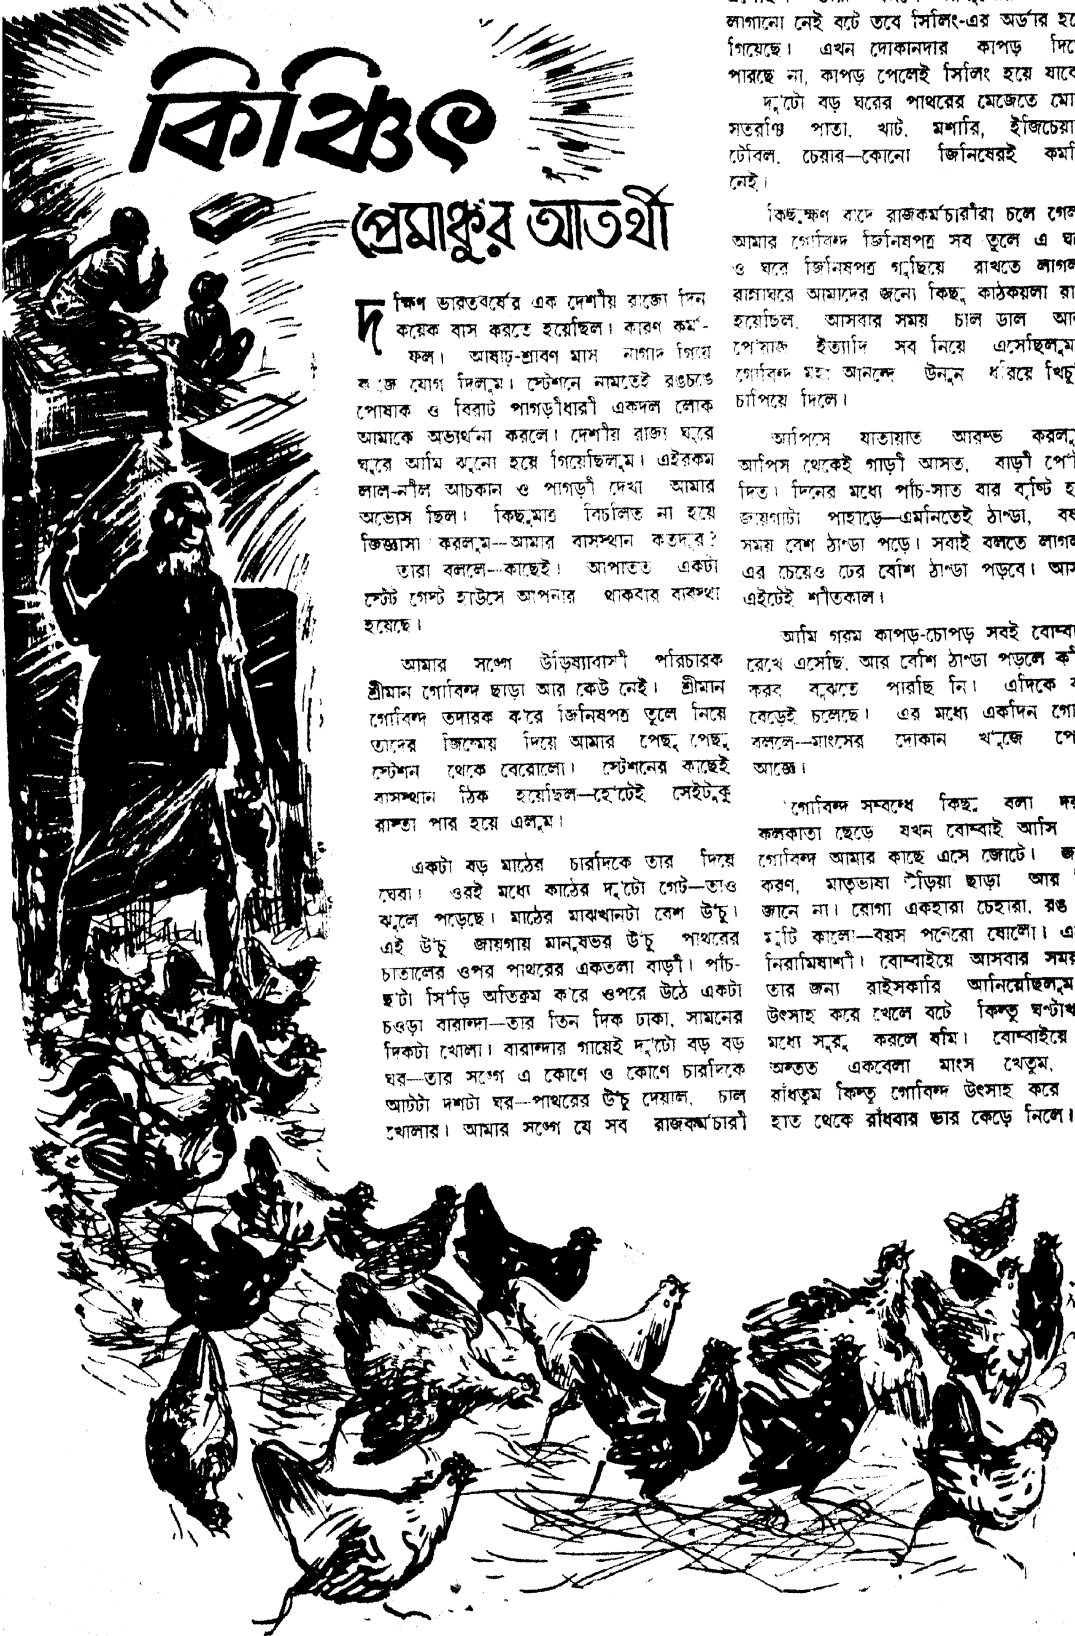 কিঞ্চিৎ
প্রেমাঙ্কুর আতর্থী
দক্ষিণ ভারতবর্ষের এক দেশীয় রাজ্যে দিন
কয়েক বাস করতে হয়েছিল। কারণ কর্ম-
ফল। আষাঢ়-শ্রাবণ মাস নাগাদ গিয়ে
কাজে যোগ দিলুম। স্টেশনে নামতেই রঙচঙে
পোষাক ও বিরাট পাগড়ীধারী একদল লোক
আমাকে অভ্যর্থনা করলে। দেশীয় রাজ্য ঘুরে
ঘুরে আমি ঝুনো হয়ে গিয়েছিলুম। এইরকম
লাল-নীল আচকান ও পাগড়ী দেখা আমার
অভ্যেস ছিল। কিছুমাত্র বিচলিত না হয়ে
জিজ্ঞাসা করলুম—আমার বাসস্থান কতদূর?
তারা বললে—কাছেই। আপাতত একটা
স্টেট গেস্ট হাউসে আপনার থাকবার ব্যবস্থা
হয়েছে।
আমার সঙ্গে উড়িষ্যাবাসী পরিচারক
শ্রীমান গোবিন্দ ছাড়া আর কেউ নেই। শ্রীমান
গোবিন্দ তদারক ক'রে জিনিষপত্র তুলে নিয়ে
তাদের জিম্মেয় দিয়ে আমার পেছু পেছু
স্টেশন থেকে বেরোলো। স্টেশনের কাছেই
বাসস্থান ঠিক হয়েছিল—হেঁটেই সেইটুকু
রাস্তা পার হয়ে এলুম।
একটা বড় মাঠের চারদিকে তার দিয়ে
ঘেরা। ওরই মধ্যে কাঠের দু'টো গেট—তাও
ঝুলে পড়েছে। মাঠের মাঝখানটা বেশ উঁচু।
এই উঁচু জায়গায় মানুষভর উঁচু পাথরের
চাতালের ওপর পাথরের একতলা বাড়ী। পাঁচ-
ছ'টা সিঁড়ি অতিক্রম ক'রে ওপরে উঠে একটা
চওড়া বারান্দা—তার তিন দিক ঢাকা, সামনের
দিকটা খোলা। বারান্দার গায়েই দু'টো বড় বড়
ঘর—তার সঙ্গে এ কোণে ও কোণে চারদিকে
আটটা দশটা ঘর—পাথরের উঁচু দেয়াল, চাল
খোলার। আমার সঙ্গে যে সব রাজকর্মচারী
লাগানো নেই বটে তবে সিলিং-এর অর্ডার হ
গিয়েছে। এখন দোকানদার কাপড় দি
পারছে না, কাপড় পেলেই সিলিং হয়ে যাবে
দু'টো বড় ঘরের পাথরের মেজেতে মো
সতরঞ্চি পাতা, খাট, মশারি, ইজিচেয়া
টেবিল, চেয়ার—কোনো জিনিষেরই কমতি
নেই।
কিছুক্ষণ বাদে রাজকর্মচারীরা চলে গেল
আমার গোবিন্দ জিনিষপত্র সব তুলে এ ঘ
ও ঘরে জিনিষপত্র গুছিয়ে রাখতে লাগল
রান্নাঘরে আমাদের জন্যে কিছু কাঠকয়লা রা
হয়েছিল, আসবার সময় চাল ডাল আ
পেঁয়াজ ইত্যাদি সব নিয়ে এসেছিলুম
গোবিন্দ মহা আনন্দে উনুন ধরিয়ে খিচু
চাপিয়ে দিলে।
আপিসে যাতায়াত আরম্ভ করলু
আপিস থেকেই গাড়ী আসত, বাড়ী পৌঁ
দিত। দিনের মধ্যে পাঁচ-সাত বার বৃষ্টি হ
জায়গাটা পাহাড়ে—এমনিতেই ঠাণ্ডা, বর্ষ
সময় বেশ ঠাণ্ডা পড়ে। সবাই বলতে লাগল
এর চেয়েও ঢের বেশি ঠাণ্ডা পড়বে। আস
এইটেই শীতকাল।
আমি গরম কাপড়-চোপড় সবই বোম্বা
রেখে এসেছি, আর বেশি ঠাণ্ডা পড়লে কী
করব বুঝতে পারছি নি। এদিকে ব
বেড়েই চলেছে। এর মধ্যে একদিন গো
বললে—মাংসের দোকান খুঁজে পে
আজ্ঞে।
গোবিন্দ সম্বন্ধে কিছু বলা দর
কলকাতা ছেড়ে যখন বোম্বাই আসি
গোবিন্দ আমার কাছে এসে জোটে। জ
করণ, মাতৃভাষা উড়িয়া ছাড়া আর
জানে না। রোগা একহারা চেহারা, রঙ
মুটি কালো—বয়স পনেরো ষোলো। এ
নিরামিষাশী। বোম্বাইয়ে আসবার সময়
তার জন্য রাইসকারি আনিয়েছিলুম
উৎসাহ করে খেলে বটে কিন্তু ঘণ্টাখ
মধ্যে সুরু করলে বমি। বোম্বাইয়ে
অন্তত একবেলা মাংস খেতুম,
রাঁধতুম কিন্তু গোবিন্দ উৎসাহ করে
হাত থেকে রাঁধবার ভার কেড়ে নিলে।